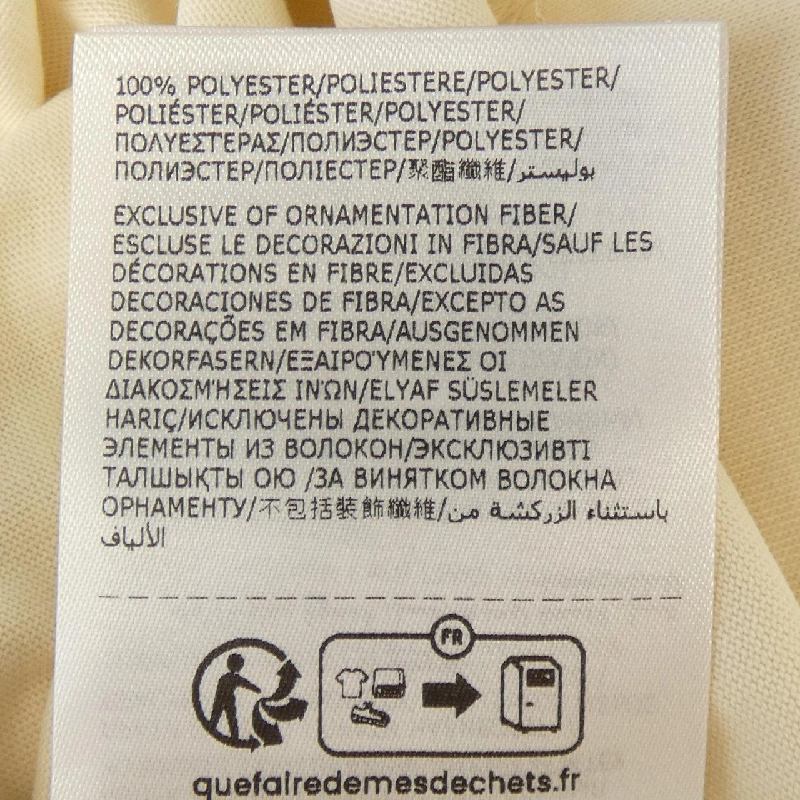 100% POLYESTER/POLIESTERE/POLYESTER/
POLIÉSTER/POLIÉSTER/POLYESTER/
ΠΟΛΥΕΣΤΕΡΑΣ/ПОЛИЭСТЕР/POLYESTER/
ПОЛИЭСТЕР/ПОЛІЕСТЕР/聚酯纖維/بوليستر
EXCLUSIVE OF ORNAMENTATION FIBER/
ESCLUSE LE DECORAZIONI IN FIBRA/SAUF LES
DÉCORATIONS EN FIBRE/EXCLUIDAS
DECORACIONES DE FIBRA/EXCEPTO AS
DECORAÇÕES EM FIBRA/AUSGENOMMEN
DEKORFASERN/ΕΞΑΙΡΟΎΜΕΝΕΣ ΟΙ
ΔΙΑΚΟΣΜΉΣΕΙΣ ΙΝΏΝ/ELYAF SÜSLEMELER
HARIÇ/ИСКЛЮЧЕНЫ ДЕКОРАТИВНЫЕ
ЭЛЕМЕНТЫ ИЗ ВОЛОКОН/ЭКСКЛЮЗИВТІ
ТАЛШЫҚТЫ ОЮ /ЗА ВИНЯТКОМ ВОЛОКНА
ОРНАМЕНТУ/不包括裝飾纖維/باستثناء الزركشة من
الألياف
FR
quefairedemesdechets.fr